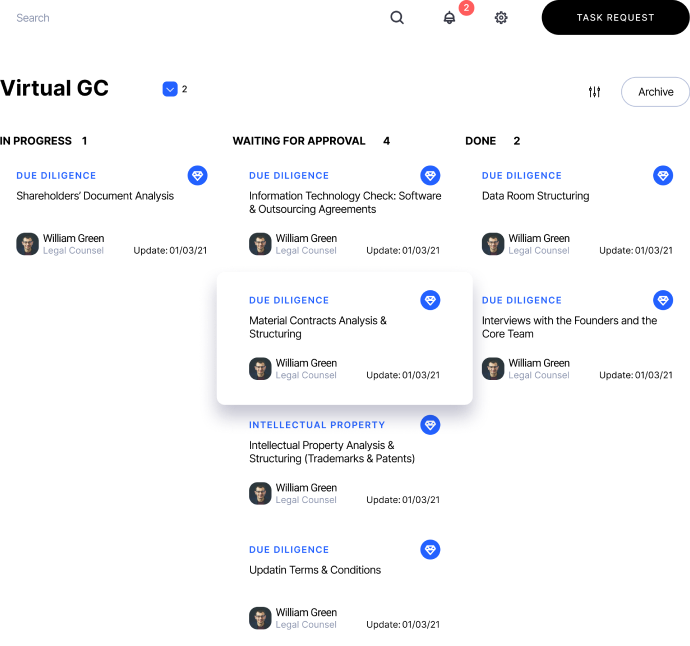 Search
2
TASK REQUEST
Virtual GC
2
Archive
IN PROGRESS 1
DUE DILIGENCE
Shareholders' Document Analysis
William Green
Legal Counsel
Update: 01/03/21
WAITING FOR APPROVAL 4
DUE DILIGENCE
Information Technology Check: Software
& Outsourcing Agreements
William Green
Legal Counsel
Update: 01/03/21
DUE DILIGENCE
Material Contracts Analysis &
Structuring
William Green
Legal Counsel
Update: 01/03/21
INTELLECTUAL PROPERTY
Intellectual Property Analysis &
Structuring (Trademarks & Patents)
William Green
Legal Counsel
Update: 01/03/21
DUE DILIGENCE
Updatin Terms & Conditions
William Green
Legal Counsel
Update: 01/03/21
DONE 2
DUE DILIGENCE
Data Room Structuring
William Green
Legal Counsel
Update: 01/03/21
DUE DILIGENCE
Interviews with the Founders and the
Core Team
William Green
Legal Counsel
Update: 01/03/21